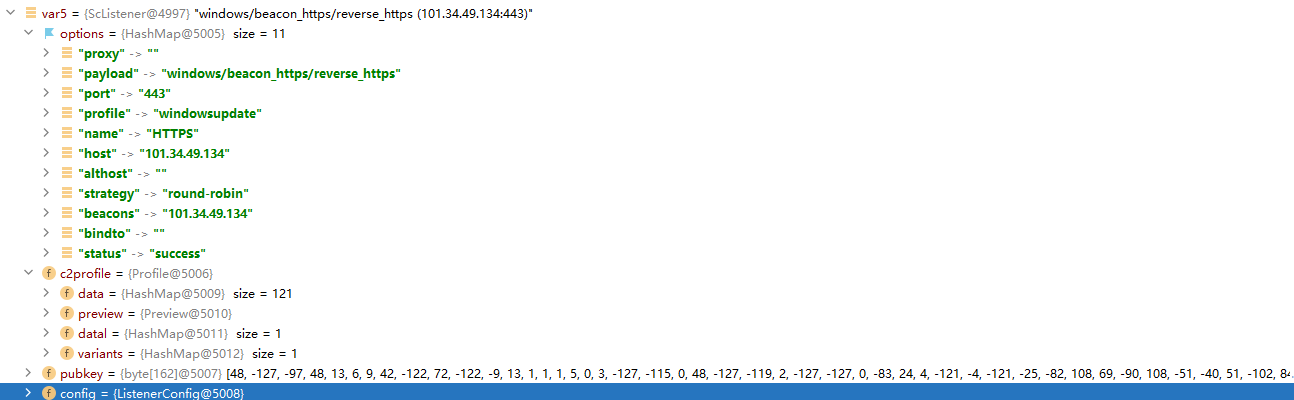 var5 = {ScListener@4997} "windows/beacon_https/reverse_https (101.34.49.134:443)"
options = {HashMap@5005} size = 11
"proxy" -> ""
"payload" -> "windows/beacon_https/reverse_https"
"port" -> "443"
"profile" -> "windowsupdate"
"name" -> "HTTPS"
"host" -> "101.34.49.134"
"althost" -> ""
"strategy" -> "round-robin"
"beacons" -> "101.34.49.134"
"bindto" -> ""
"status" -> "success"
f c2profile = {Profile@5006}
f data = {HashMap@5009} size = 121
f preview = {Preview@5010}
f datal = {HashMap@5011} size = 1
f variants = {HashMap@5012} size = 1
f pubkey = {byte[162]@5007} [48, -127, -97, 48, 13, 6, 9, 42, -122, 72, -122, -9, 13, 1, 1, 1, 5, 0, 3, -127, -115, 0, 48, -127, -119, 2, -127, -127, 0, -83, 24, 4, -121, -4, -121, -25, -82, 108, 69, -90, 108, -51, -40, 51, -102, 84...
f config = {ListenerConfig@5008}